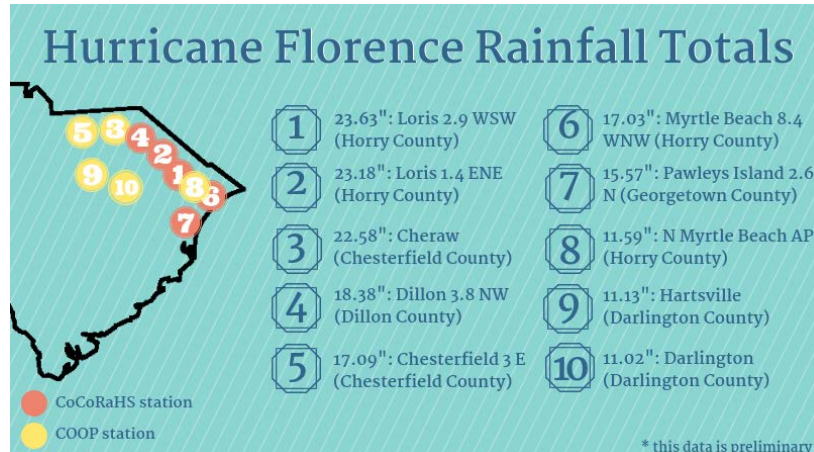 Hurricane Florence Rainfall Totals
5
3
4
2
1
9
10
8
6
7
1
23.63": Loris 2.9 WSW
(Horry County)
2
23.18": Loris 1.4 ENE
(Horry County)
3
22.58": Cheraw
(Chesterfield County)
4
18.38": Dillon 3.8 NW
(Dillon County)
5
17.09": Chesterfield 3 E
(Chesterfield County)
6
17.03": Myrtle Beach 8.4
WNW (Horry County)
7
15.57": Pawleys Island 2.6
N (Georgetown County)
8
11.59": N Myrtle Beach AP
(Horry County)
9
11.13": Hartsville
(Darlington County)
10
11.02": Darlington
(Darlington County)
CoCoRaHS station
COOP station
* this data is preliminary